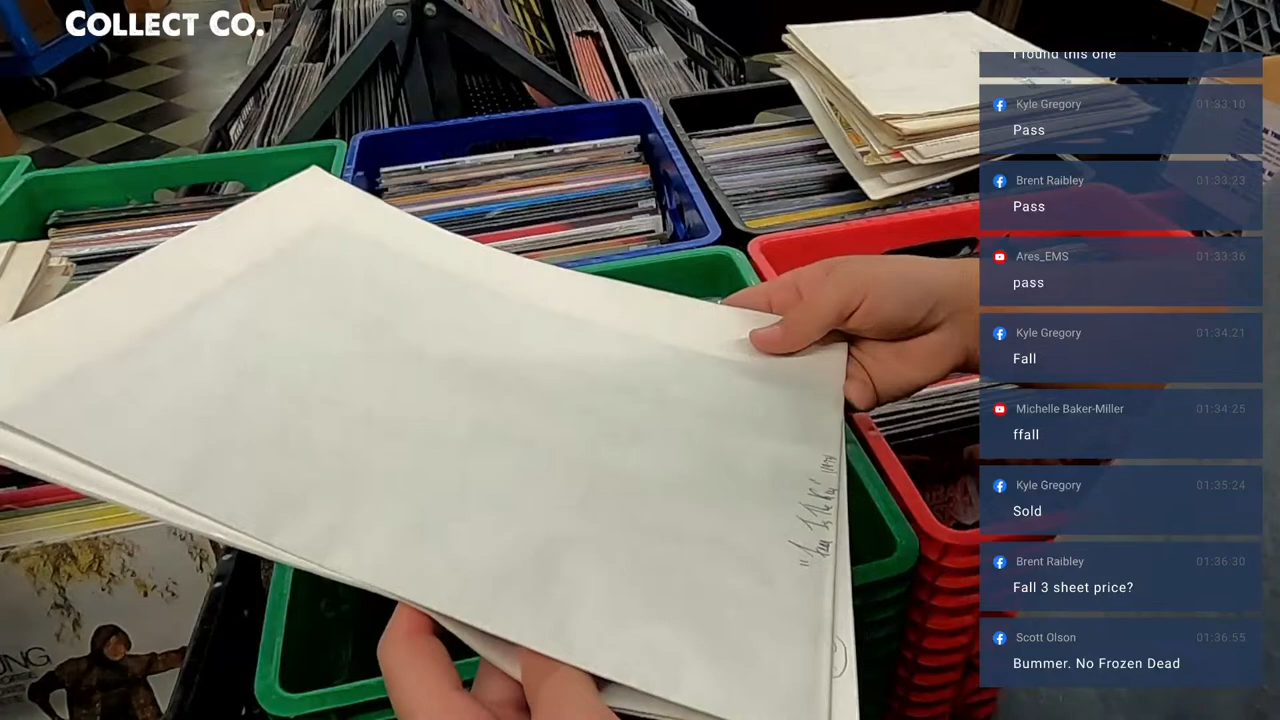 COLLECT CO.
I found this one
Kyle Gregory 01:33:10
Pass
Brent Raibley 01:33:23
Pass
Ares_EMS 01:33:36
pass
Kyle Gregory 01:34:21
Fall
Michelle Baker-Miller 01:34:25
ffall
Kyle Gregory 01:35:24
Sold
Brent Raibley 01:36:30
Fall 3 sheet price?
Scott Olson 01:36:55
Bummer. No Frozen Dead